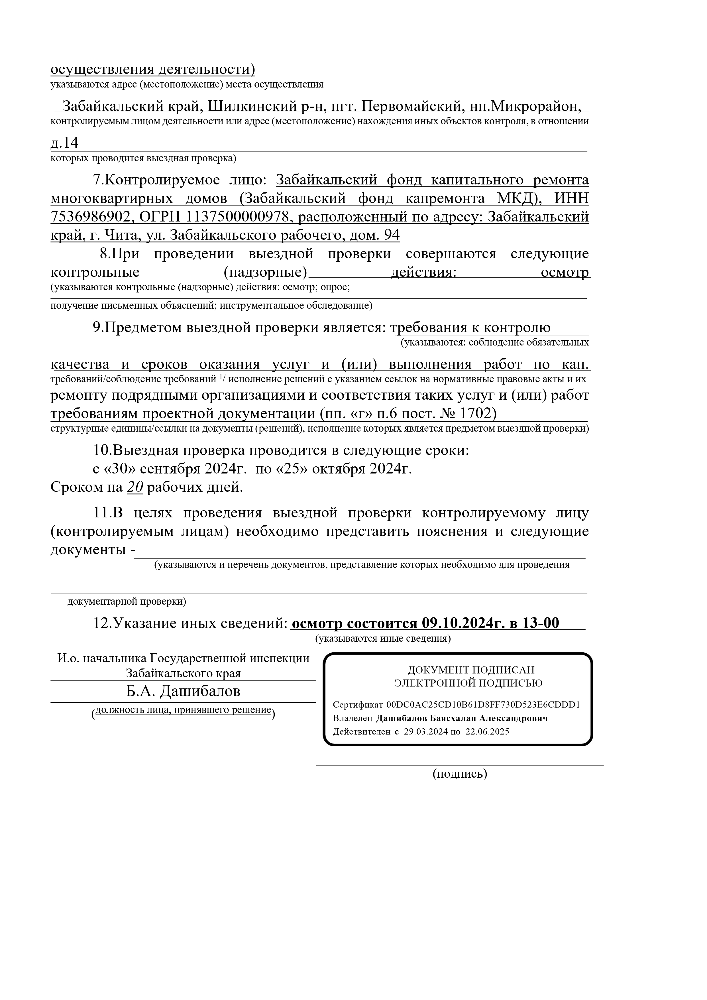 осуществления деятельности)
указываются адрес (местоположение) места осуществления
Забайкальский край, Шилкинский р-н, пгт. Первомайский, нп.Микрорайон,
контролируемым лицом деятельности или адрес (местоположение) нахождения иных объектов контроля, в отношении
д.14
которых проводится выездная проверка)
7.Контролируемое лицо: Забайкальский фонд капитального ремонта
многоквартирных домов (Забайкальский фонд капремонта МКД), ИНН
7536986902, ОГРН 1137500000978, расположенный по адресу: Забайкальский
край, г. Чита, ул. Забайкальского рабочего, дом. 94
8.При проведении выездной проверки совершаются следующие
контрольные (надзорные) действия: осмотр
(указываются контрольные (надзорные) действия: осмотр; опрос;
получение письменных объяснений; инструментальное обследование)
9.Предметом выездной проверки является: требования к контролю
(указываются: соблюдение обязательных
качества и сроков оказания услуг и (или) выполнения работ по кап.
требований/соблюдение требований ¹/ исполнение решений с указанием ссылок на нормативные правовые акты и их
ремонту подрядными организациями и соответствия таких услуг и (или) работ
требованиям проектной документации (пп. «г» п.6 пост. № 1702)
структурные единицы/ссылки на документы (решений), исполнение которых является предметом выездной проверки)
10.Выездная проверка проводится в следующие сроки:
с «30» сентября 2024г. по «25» октября 2024г.
Сроком на 20 рабочих дней.
11.В целях проведения выездной проверки контролируемому лицу
(контролируемым лицам) необходимо представить пояснения и следующие
документы -
(указываются и перечень документов, представление которых необходимо для проведения
документарной проверки)
12.Указание иных сведений: осмотр состоится 09.10.2024г. в 13-00
(указываются иные сведения)
И.о. начальника Государственной инспекции
Забайкальского края
Б.А. Дашибалов
(должность лица, принявшего решение)
ДОКУМЕНТ ПОДПИСАН
ЭЛЕКТРОННОЙ ПОДПИСЬЮ
Сертификат 00DC0AC25CD10B61D8FF730D523E6CDDD1
Владелец Дашибалов Баясхалан Александрович
Действителен с 29.03.2024 по 22.06.2025
(подпись)